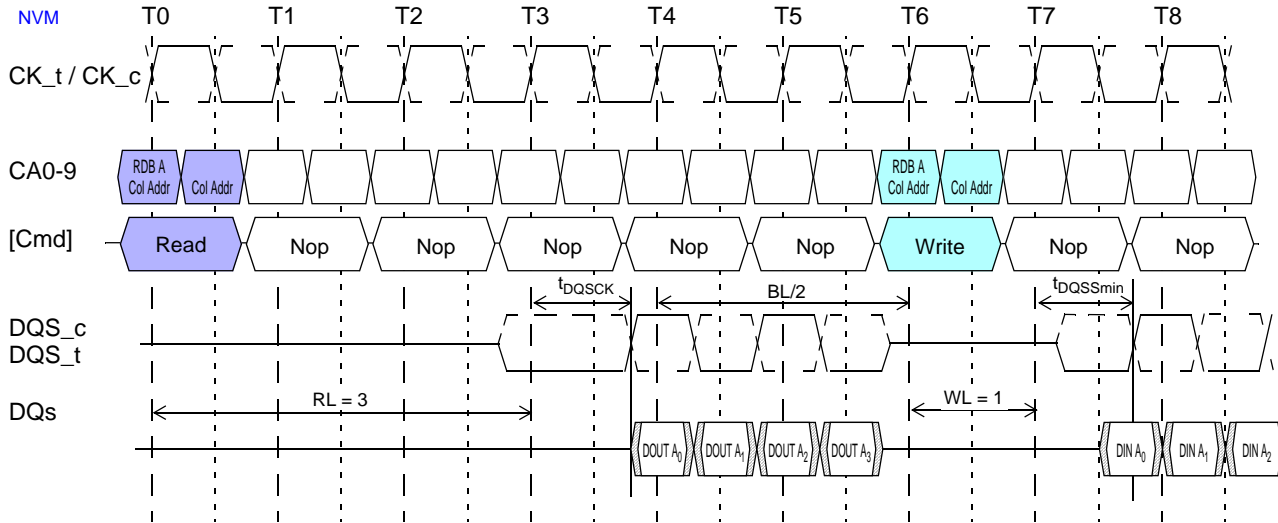 NVM T0 T1 T2 T3 T4 T5 T6 T7 T8
CK_t / CK_c
CA0-9 RDB A Col Addr Col Addr RDB A Col Addr Col Addr
[Cmd] Read Nop Nop Nop Nop Nop Write Nop Nop
tDQSCK BL/2 tDQSSmin
DQS_c
DQS_t
RL = 3 WL = 1
DQs
DOUT A0 DOUT A1 DOUT A2 DOUT A3 DIN A0 DIN A1 DIN A2